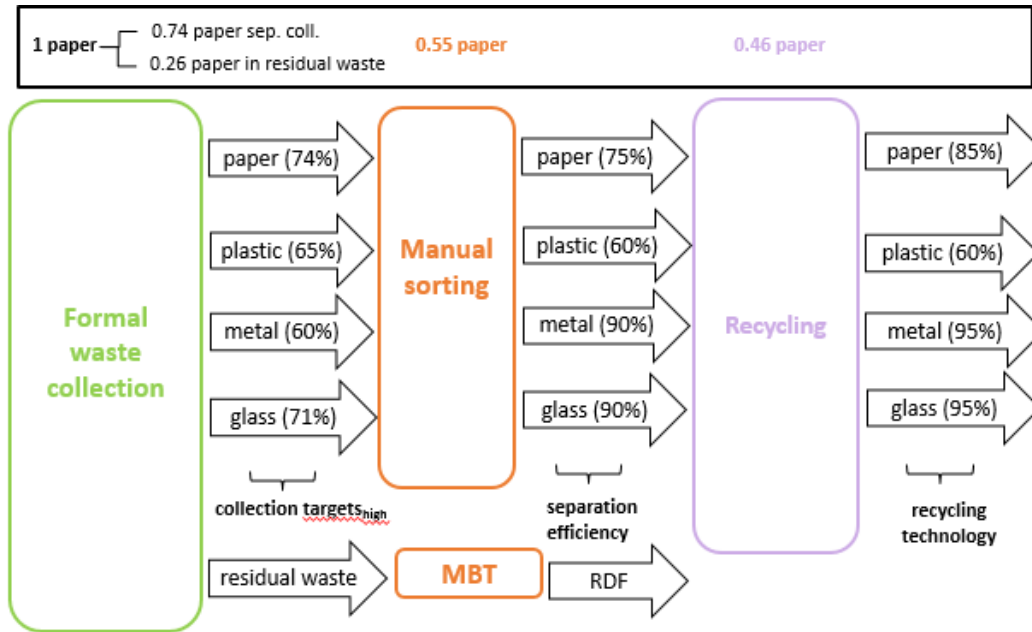 1 paper
0.74 paper sep. coll.
0.26 paper in residual waste
0.55 paper
0.46 paper
Formal
waste
collection
paper (74%)
plastic (65%)
metal (60%)
glass (71%)
collection targetshigh
residual waste
Manual
sorting
MBT
paper (75%)
plastic (60%)
metal (90%)
glass (90%)
separation
efficiency
RDF
Recycling
paper (85%)
plastic (60%)
metal (95%)
glass (95%)
recycling
technology